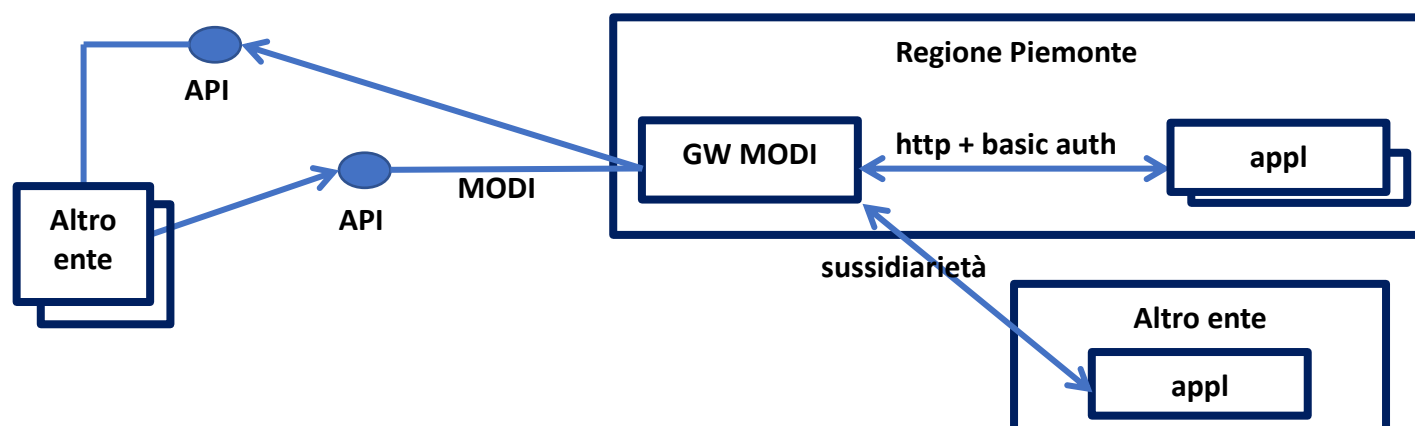 API
Regione Piemonte
GW MODI
http + basic auth
appl
MODI
API
Altro
ente
sussidiarietà
Altro ente
appl